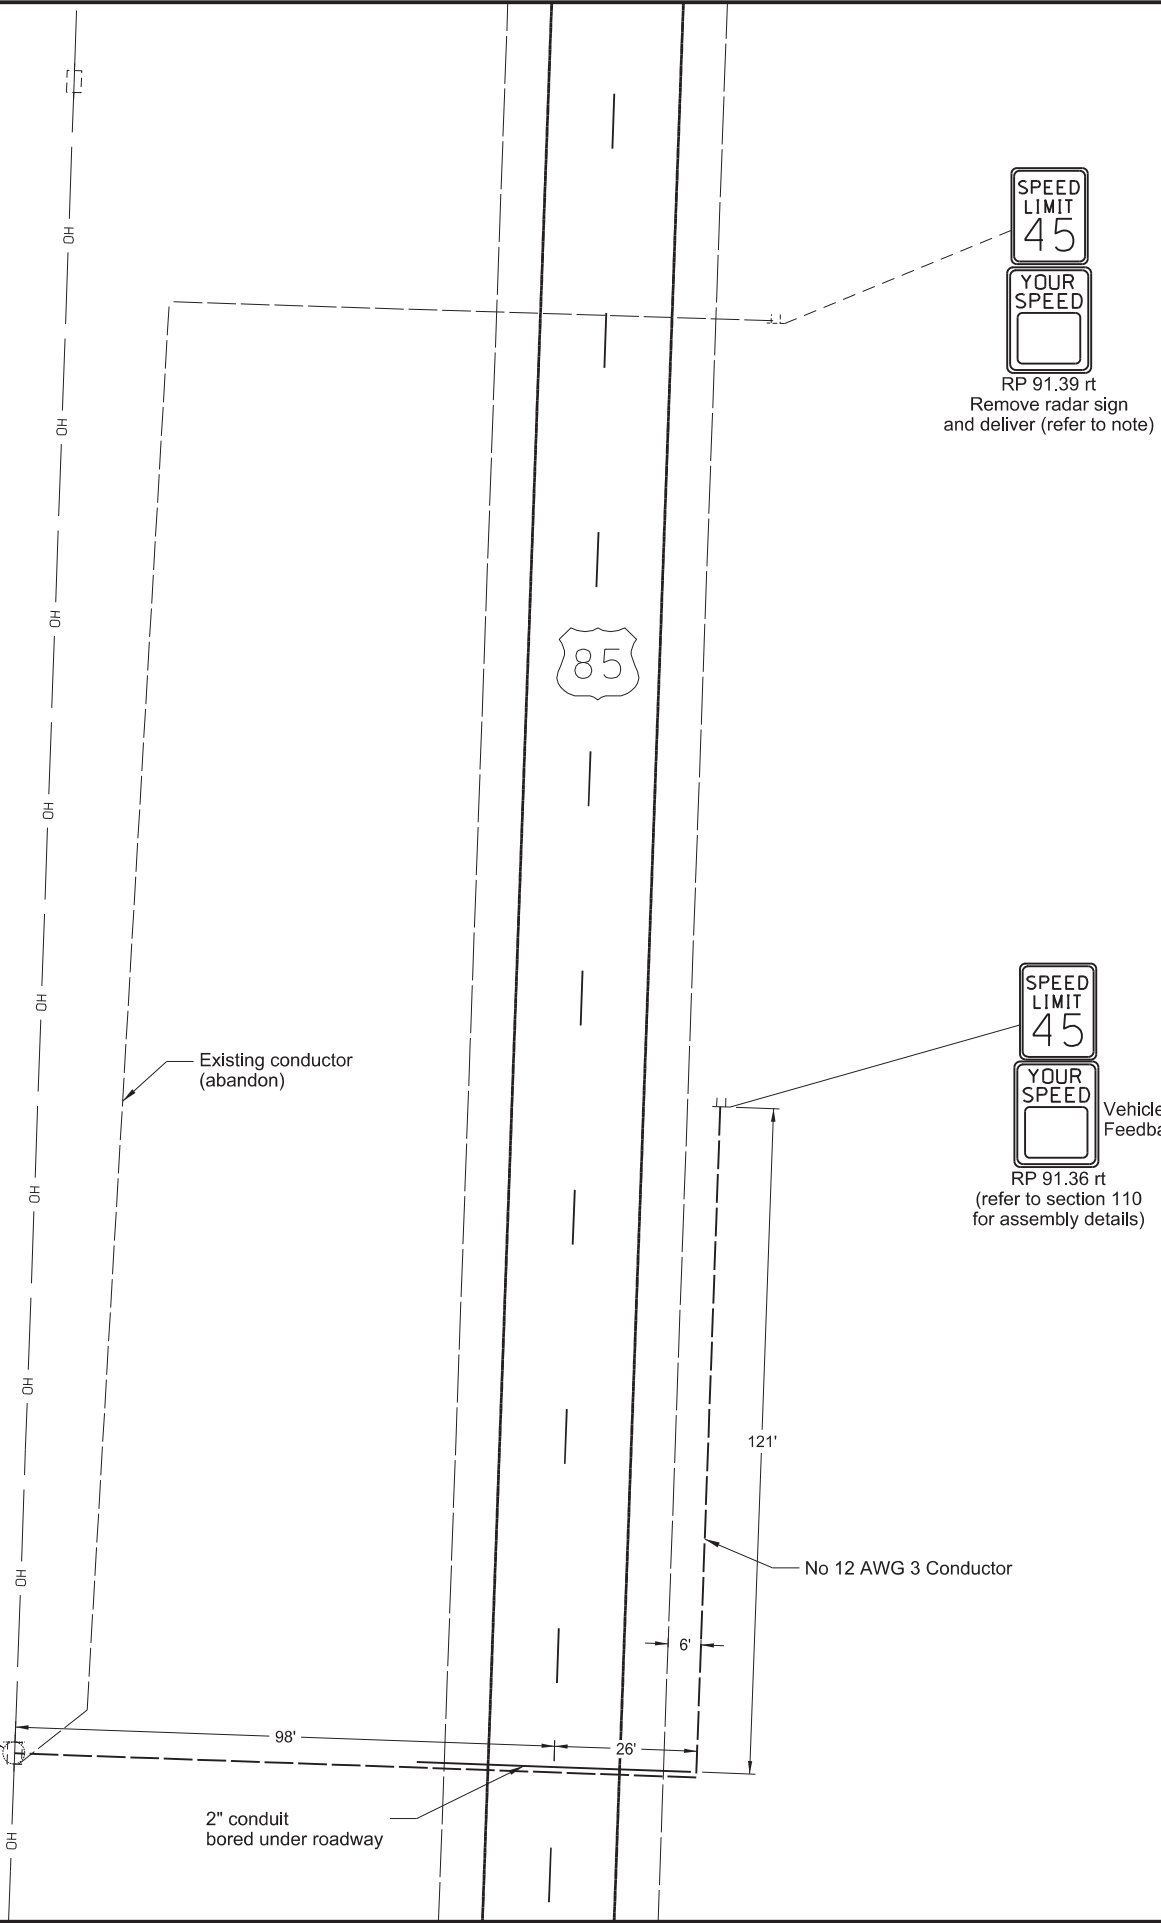 OH
SPEED
LIMIT
45
YOUR
SPEED
RP 91.39 rt
Remove radar sign
and deliver (refer to note)
OH
OH
85
OH
SPEED
LIMIT
45
YOUR
SPEED
Vehicle
Feedba
RP 91.36 rt
(refer to section 110
for assembly details)
OH
Existing conductor
(abandon)
OH
OH
121'
No 12 AWG 3 Conductor
OH
6'
98'
26'
2" conduit
bored under roadway
OH